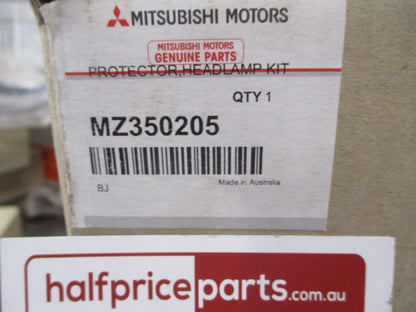 MITSUBISHI MOTORS
MITSUBISHI MOTORS
GENUINE PARTS
PROTECTOR,HEADLAMP KIT
QTY 1
MZ350205
BJ
Made in Australia
halfpriceparts.com.au